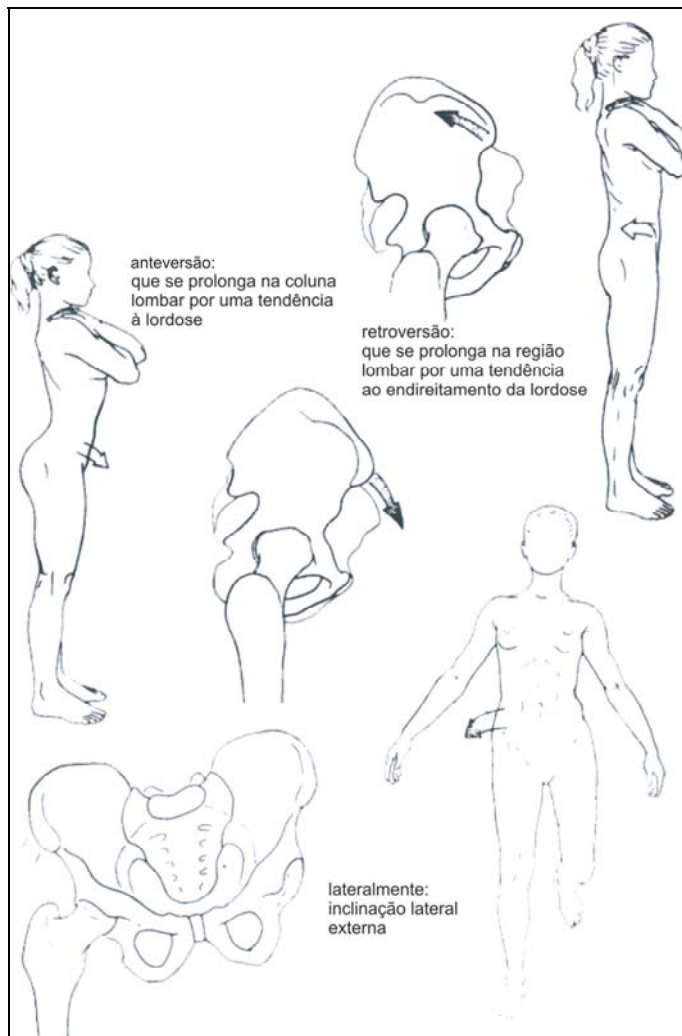 anteversão:
que se prolonga na coluna
lombar por uma tendência
à lordose
retroversão:
que se prolonga na região
lombar por uma tendência
ao endireitamento da lordose
lateralmente:
inclinação lateral
externa